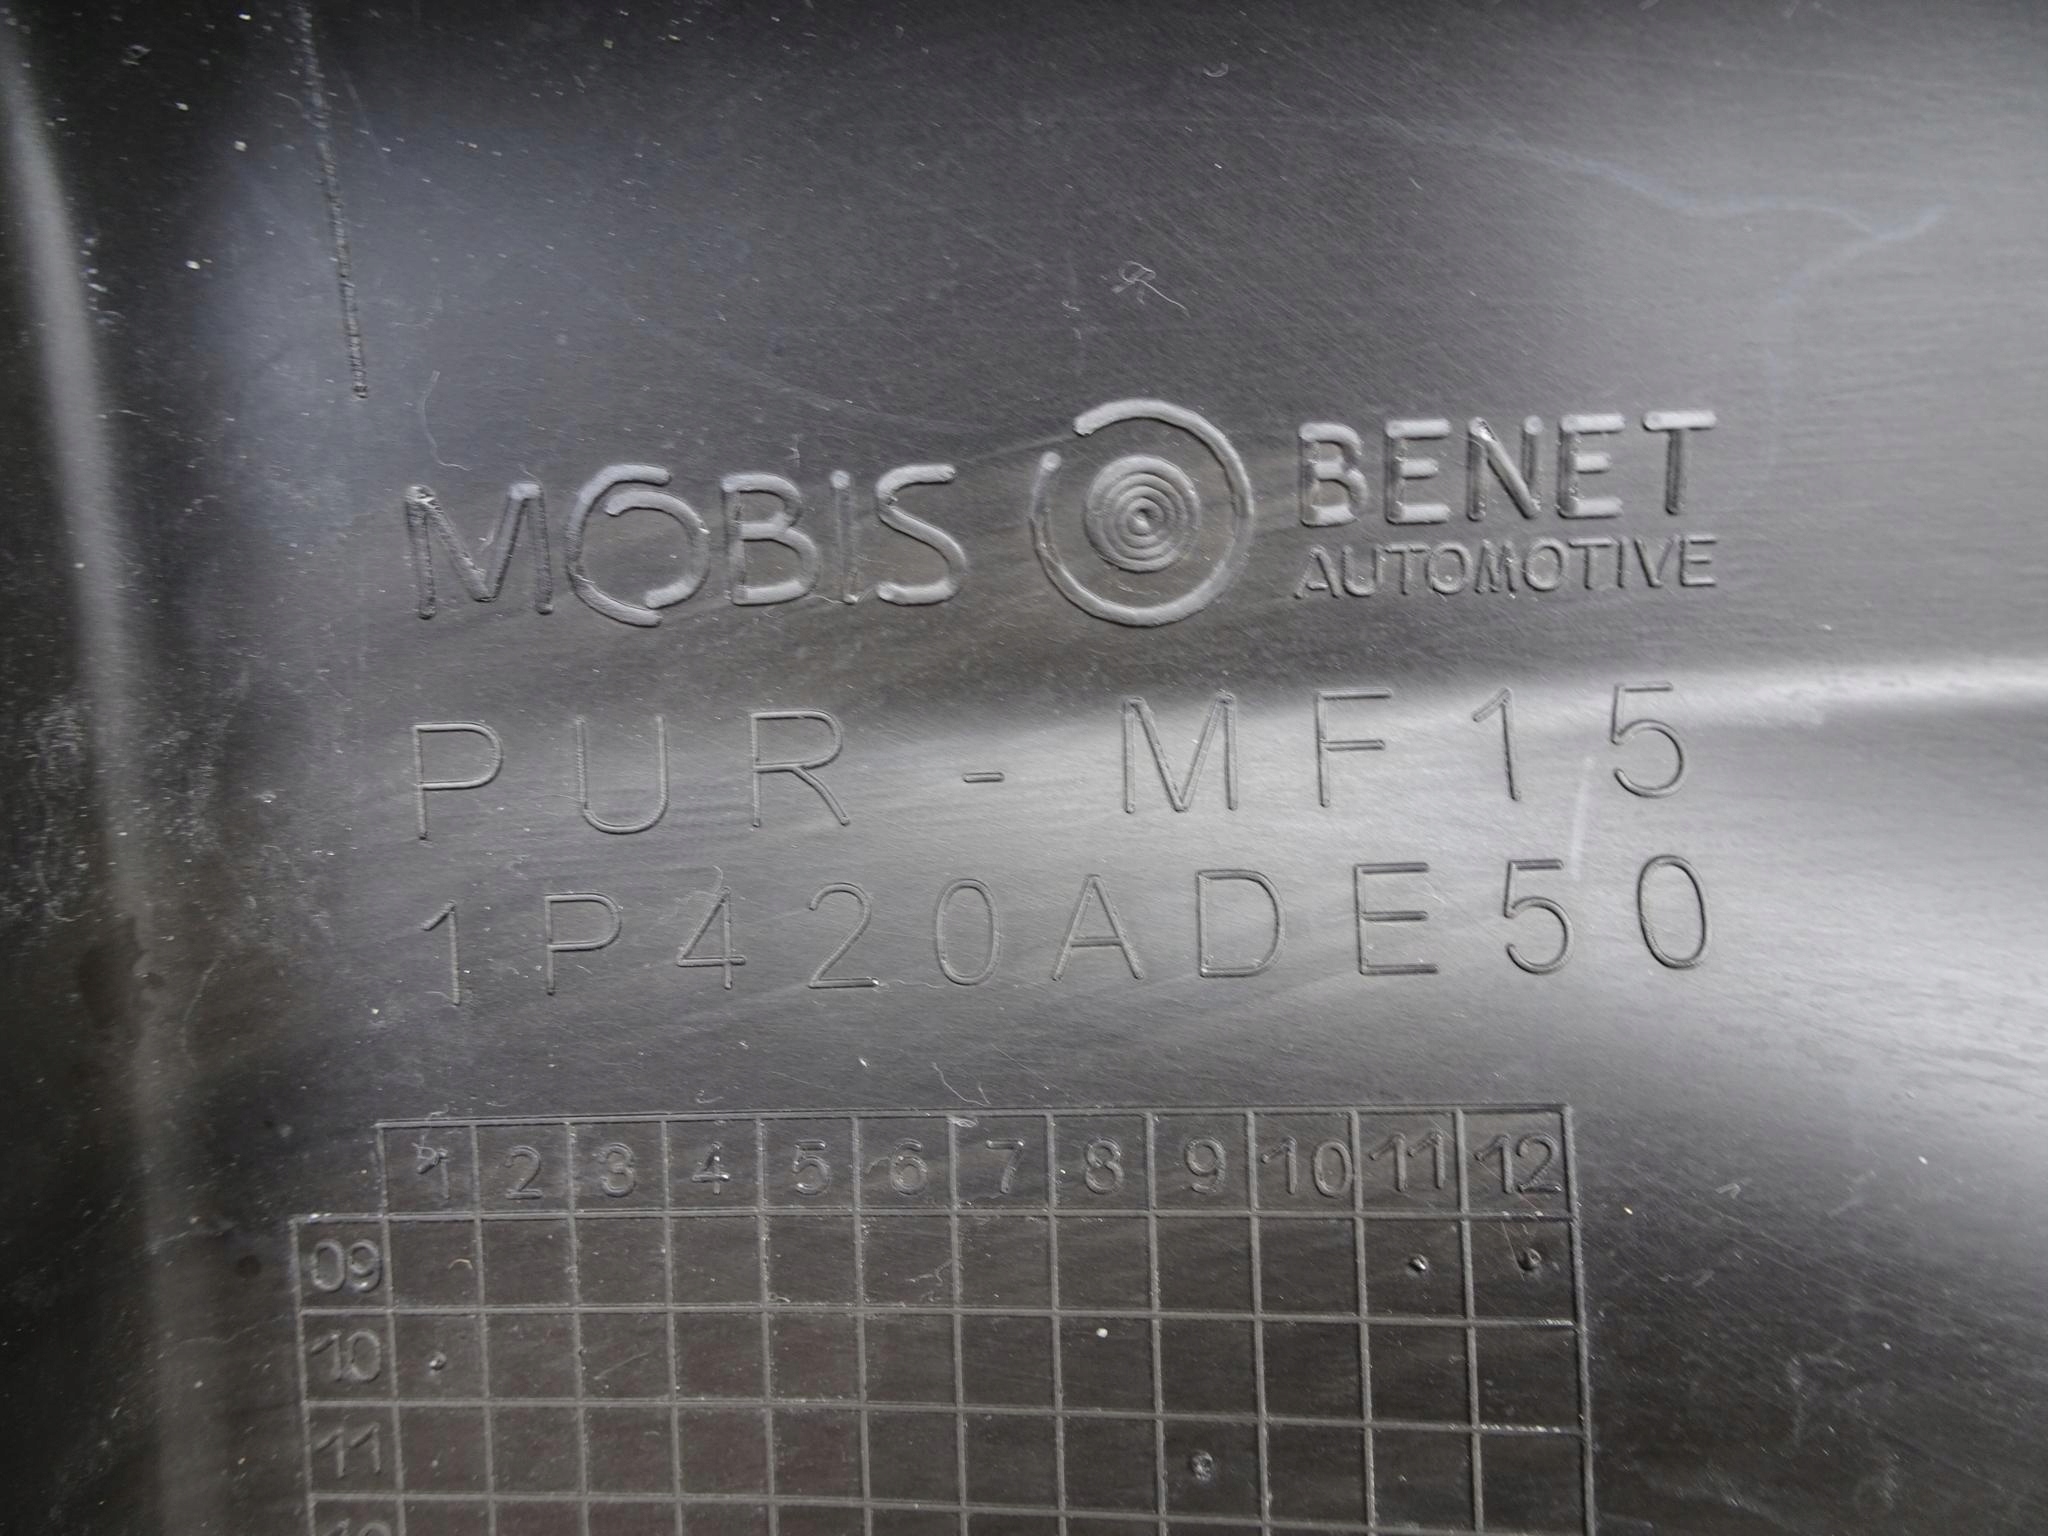 MOBIS BENET
AUTOMOTIVE
PUR-MF15
1P420ADE50
1 2 3 4 5 6 7 8 9 10 11 12
09
10
11